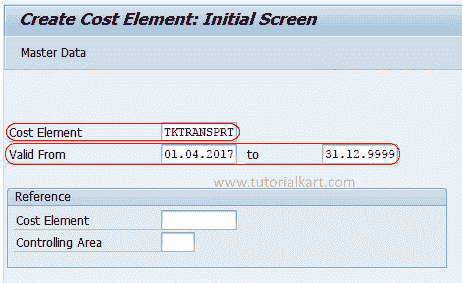 Create Cost Element: Initial Screen
Master Data
Cost Element TKTRANSPRT
Valid From 01.04.2017 to 31.12.9999
www.tutorialkart.com
Reference
Cost Element
Controlling Area